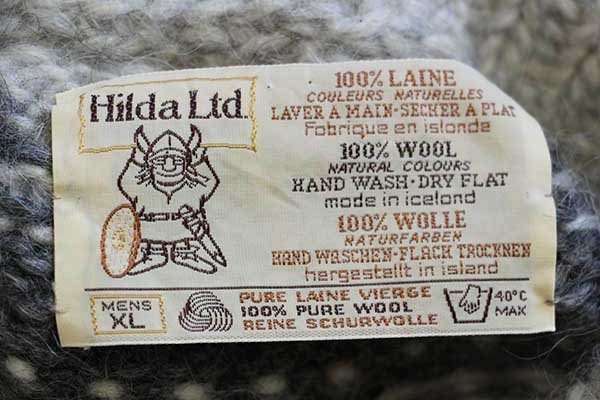 Hilda Ltd.
100% LAINE
COULEURS NATURELLES
LAVER A MAIN-SECHER A PLAT
Fabrique en islande
100% WOOL
NATURAL COLOURS
HAND WASH·DRY FLAT
made in iceland
100% WOLLE
NATURFARBEN
HAND WASCHEN-FLACH TROCKNEN
hergestellt in island
MENS
XL
PURE LAINE VIERGE
100% PURE WOOL
REINE SCHURWOLLE
40°C
MAX